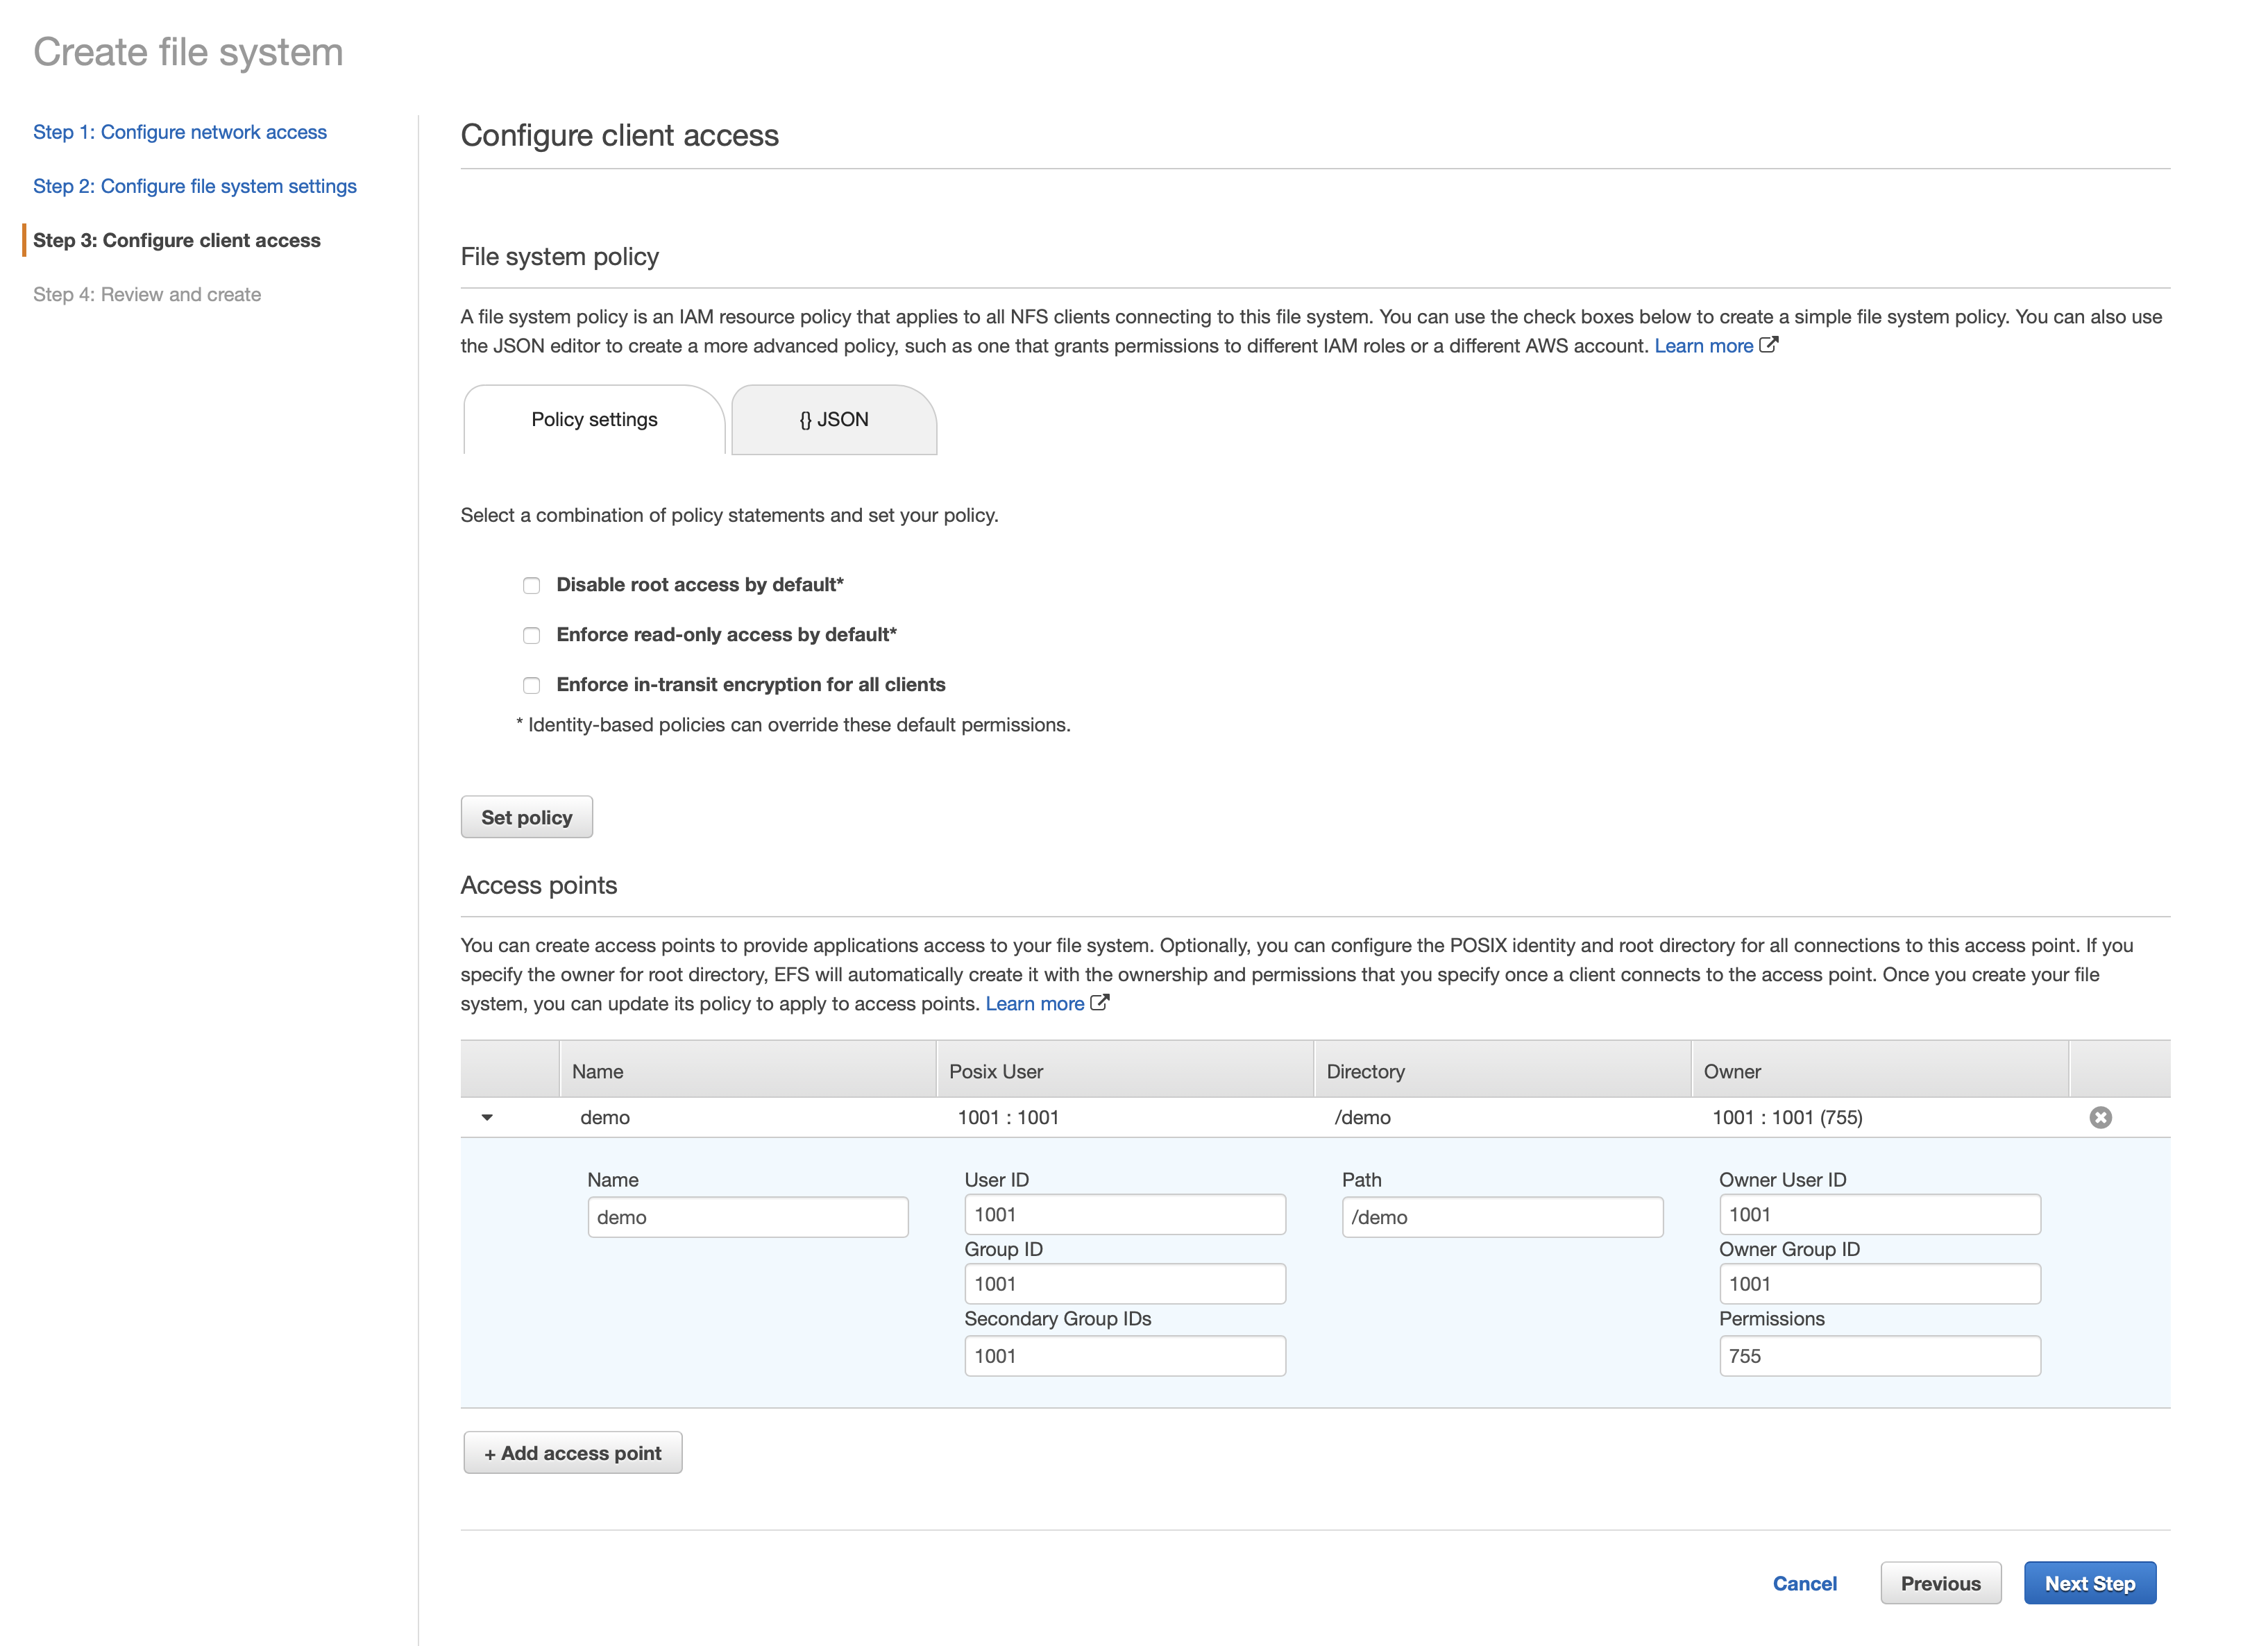 Create file system
Step 1: Configure network access
Step 2: Configure file system settings
Step 3: Configure client access
Step 4: Review and create
Configure client access
File system policy
A file system policy is an IAM resource policy that applies to all NFS clients connecting to this file system. You can use the check boxes below to create a simple file system policy. You can also use
the JSON editor to create a more advanced policy, such as one that grants permissions to different IAM roles or a different AWS account. Learn more
Policy settings
{} JSON
Select a combination of policy statements and set your policy.
Disable root access by default*
Enforce read-only access by default*
Enforce in-transit encryption for all clients
* Identity-based policies can override these default permissions.
Set policy
Access points
You can create access points to provide applications access to your file system. Optionally, you can configure the POSIX identity and root directory for all connections to this access point. If you
specify the owner for root directory, EFS will automatically create it with the ownership and permissions that you specify once a client connects to the access point. Once you create your file
system, you can update its policy to apply to access points. Learn more
Name Posix User Directory Owner
demo 1001 : 1001 /demo 1001 : 1001 (755)
Name User ID Path Owner User ID
demo 1001 /demo 1001
Group ID Owner Group ID
1001 1001
Secondary Group IDs Permissions
1001 755
+ Add access point
Cancel Previous Next Step